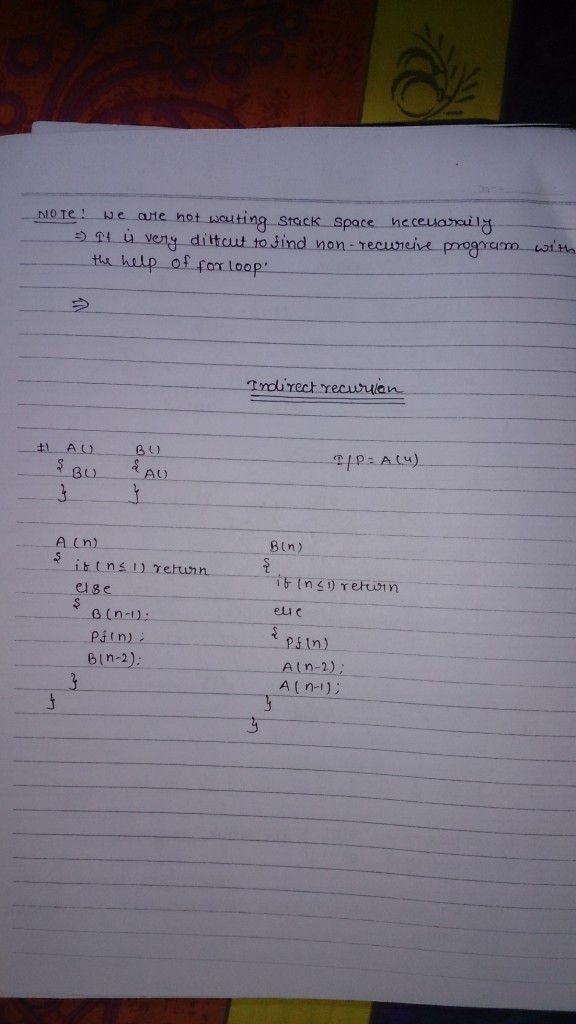 NOTE: we are not wasting stack space necessarily
⇒ It is very difficut to find non-recursive program with
the help of for loop.
⇒
Indirect recursion
#1 A() B() I/P = A(4)
{ B() { A()
} }
A(n)
{ if (n≤1) return
else
{
B(n-1);
Pf(n);
B(n-2);
}
}
B(n)
{
if (n≤1) return
else
{ Pf(n)
A(n-2);
A(n-1);
}
}